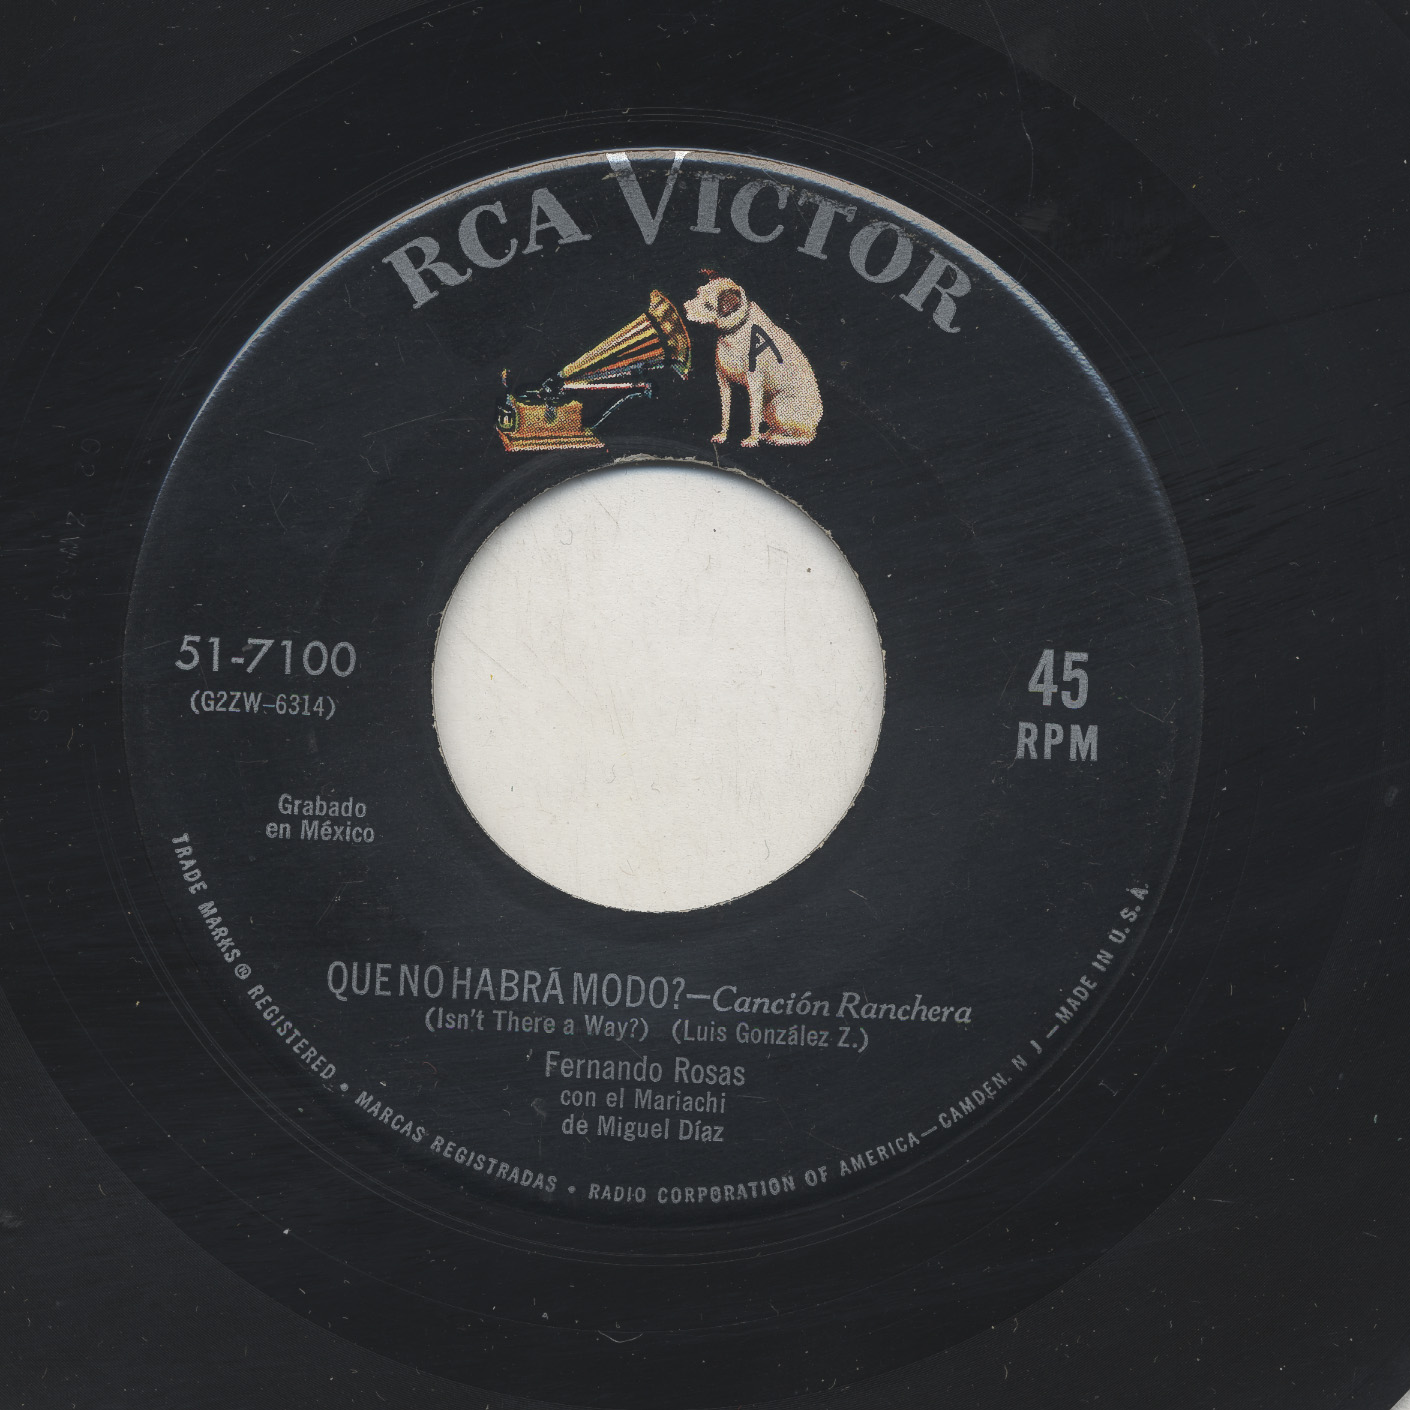 RCA VICTOR
A
51-7100
(G2ZW-6314)
45
RPM
Grabado
en México
QUE NO HABRÁ MODO?—Canción Ranchera
(Isn't There a Way?) (Luis González Z.)
Fernando Rosas
con el Mariachi
de Miguel Díaz
TRADE MARKS ® REGISTERED • MARCAS REGISTRADAS • RADIO CORPORATION OF AMERICA—CAMDEN. N J—MADE IN U.S.A.